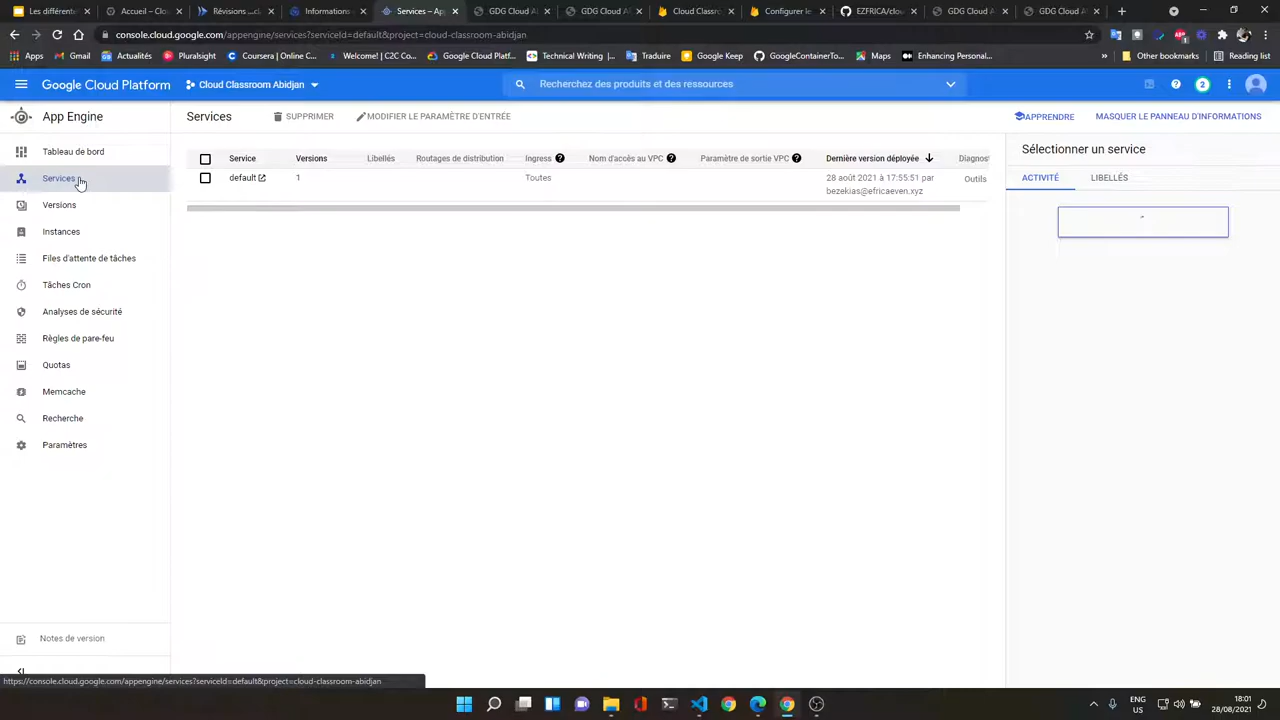 Les différent
Accueil – Clo
Révisions ...cl
Informations
Services – Ap
GDG Cloud A
GDG Cloud A
Cloud Classr
Configurer le
EZFRICA/clo
GDG Cloud A
GDG Cloud A
console.cloud.google.com/appengine/services?serviceId=default&project=cloud-classroom-abidjan
Apps
Gmail
Actualités
Pluralsight
Coursera | Online C...
Welcome! | C2C Co...
Google Cloud Platf...
Technical Writing |...
Traduire
Google Keep
GoogleContainerTo...
Maps
Enhancing Personal...
»
Other bookmarks
Reading list
Google Cloud Platform
Cloud Classroom Abidjan
Recherchez des produits et des ressources
2
App Engine
Services
SUPPRIMER
MODIFIER LE PARAMÈTRE D'ENTRÉE
APPRENDRE
MASQUER LE PANNEAU D'INFORMATIONS
Tableau de bord
Services
Versions
Instances
Files d'attente de tâches
Tâches Cron
Analyses de sécurité
Règles de pare-feu
Quotas
Memcache
Recherche
Paramètres
Notes de version
Service
Versions
Libellés
Routages de distribution
Ingress
Nom d'accès au VPC
Paramètre de sortie VPC
Dernière version déployée
Diagnost
default
1
Toutes
28 août 2021 à 17:55:51 par
bezekias@efricaeven.xyz
Outils
Sélectionner un service
ACTIVITÉ
LIBELLÉS
https://console.cloud.google.com/appengine/services?serviceId=default&project=cloud-classroom-abidjan
ENG
US
18:01
28/08/2021